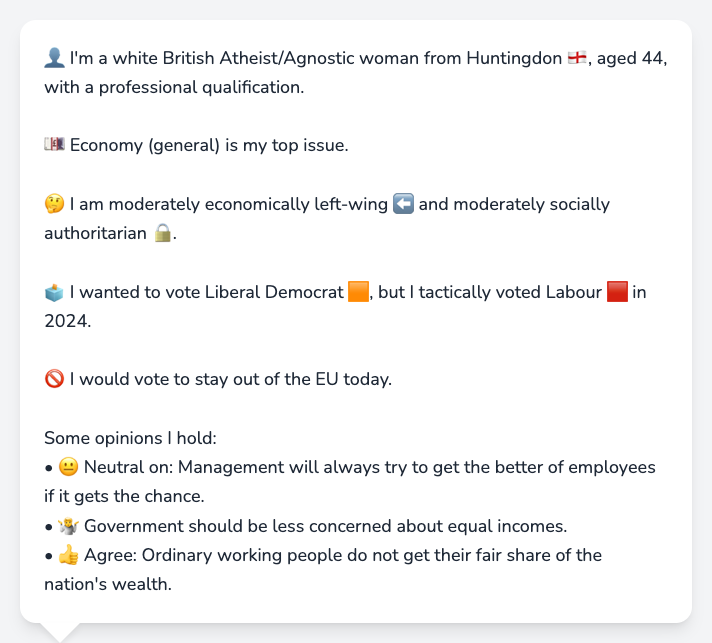 👤 I'm a white British Atheist/Agnostic woman from Huntingdon 🏴󠁧󠁢󠁥󠁮󠁧󠁿, aged 44,
with a professional qualification.
💷 Economy (general) is my top issue.
🤔 I am moderately economically left-wing ⬅️ and moderately socially
authoritarian 🔒.
🗳️ I wanted to vote Liberal Democrat 🟧, but I tactically voted Labour 🟥 in
2024.
🚫 I would vote to stay out of the EU today.
Some opinions I hold:
• 😐 Neutral on: Management will always try to get the better of employees
if it gets the chance.
• 🤷 Government should be less concerned about equal incomes.
• 👍 Agree: Ordinary working people do not get their fair share of the
nation's wealth.